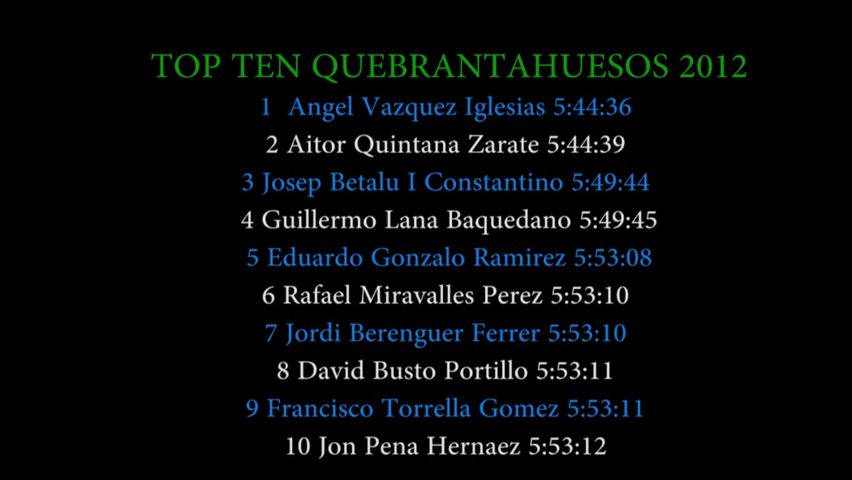 TOP TEN QUEBRANTAHUESOS 2012
1 Angel Vazquez Iglesias 5:44:36
2 Aitor Quintana Zarate 5:44:39
3 Josep Betalu I Constantino 5:49:44
4 Guillermo Lana Baquedano 5:49:45
5 Eduardo Gonzalo Ramirez 5:53:08
6 Rafael Miravalles Perez 5:53:10
7 Jordi Berenguer Ferrer 5:53:10
8 David Busto Portillo 5:53:11
9 Francisco Torrella Gomez 5:53:11
10 Jon Pena Hernaez 5:53:12